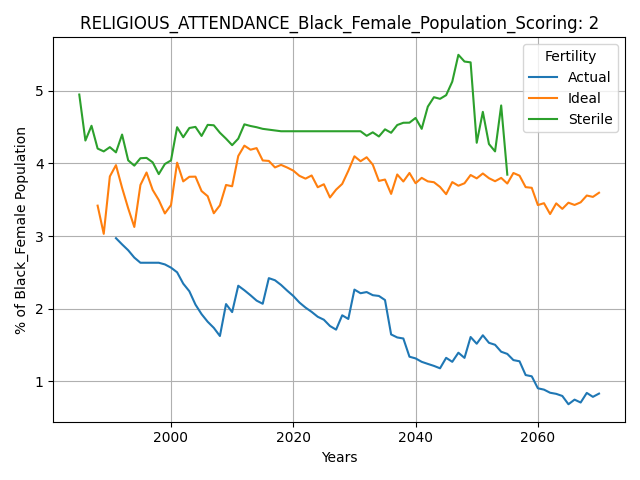 RELIGIOUS_ATTENDANCE_Black_Female_Population_Scoring: 2
% of Black_Female Population
5
4
3
2
1
Fertility
Actual
Ideal
Sterile
2000 2020 2040 2060
Years